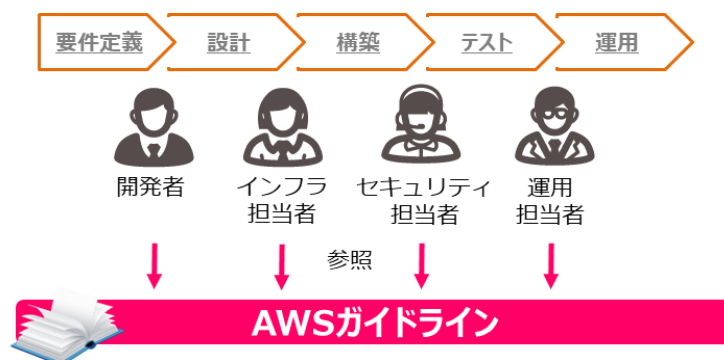 要件定義
設計
構築
テスト
運用
開発者
インフラ
担当者
セキュリティ
担当者
運用
担当者
参照
AWSガイドライン